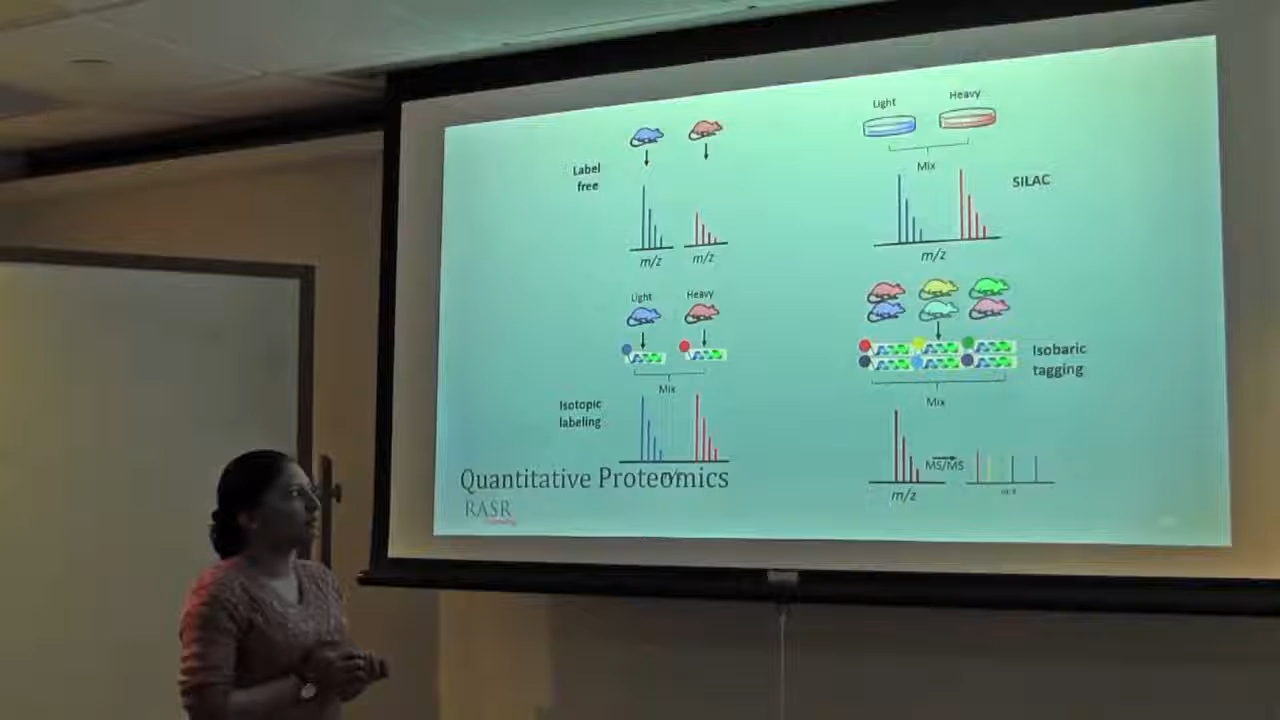 Label
free
m/z
m/z
Light
Heavy
Mix
SILAC
m/z
Light
Heavy
Mix
Isotopic
labeling
Isobaric
tagging
Mix
MS/MS
m/z
Quantitative Proteomics
RASR